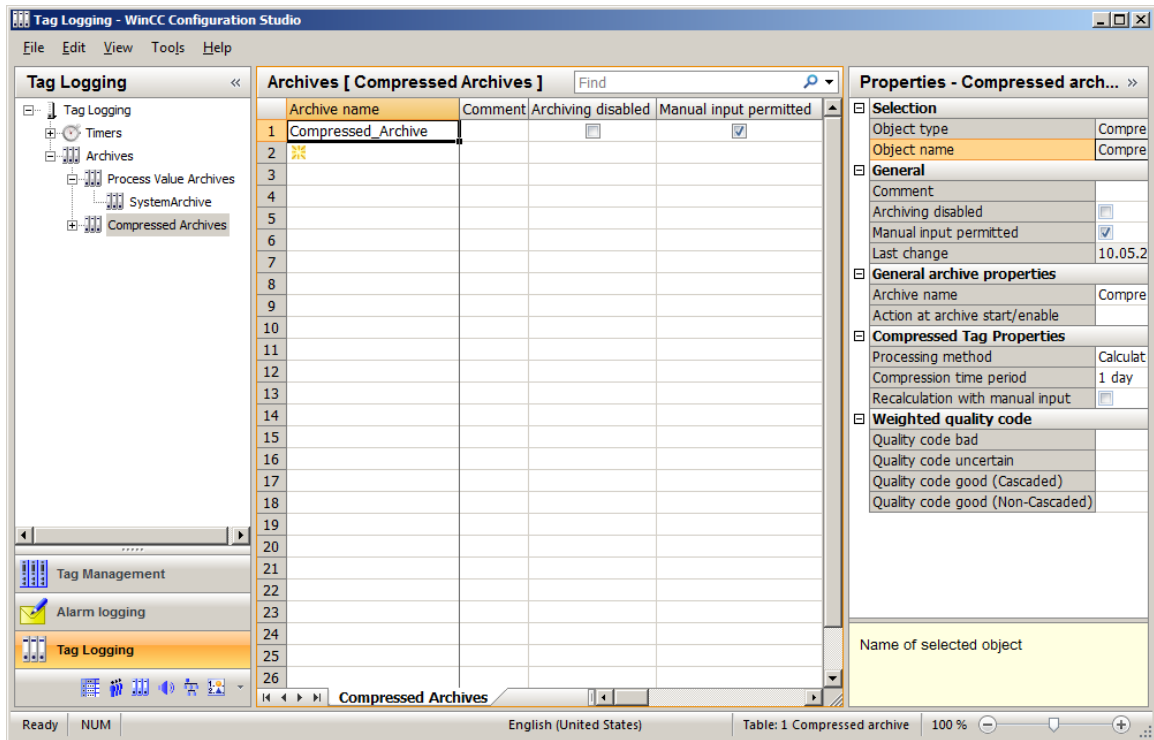 Tag Logging - WinCC Configuration Studio
File Edit View Tools Help
Tag Logging «
Tag Logging
Timers
Archives
Process Value Archives
SystemArchive
Compressed Archives
Tag Management
Alarm logging
Tag Logging
Archives [ Compressed Archives ] Find
Archive name Comment Archiving disabled Manual input permitted
1 Compressed_Archive
2
3
4
5
6
7
8
9
10
11
12
13
14
15
16
17
18
19
20
21
22
23
24
25
26
Compressed Archives
Properties - Compressed arch... »
Selection
Object type Compre
Object name Compre
General
Comment
Archiving disabled
Manual input permitted
Last change 10.05.2
General archive properties
Archive name Compre
Action at archive start/enable
Compressed Tag Properties
Processing method Calculat
Compression time period 1 day
Recalculation with manual input
Weighted quality code
Quality code bad
Quality code uncertain
Quality code good (Cascaded)
Quality code good (Non-Cascaded)
Name of selected object
Ready NUM English (United States) Table: 1 Compressed archive 100 %